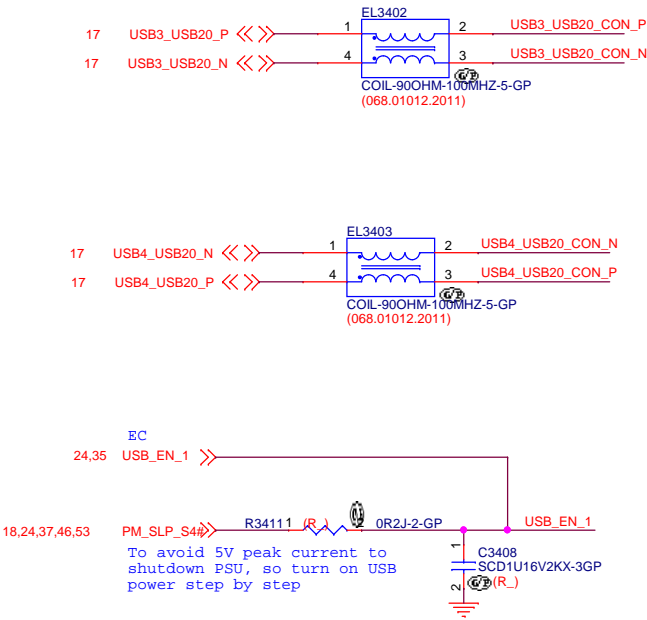 EL3402
17 USB3_USB20_P 1 2 USB3_USB20_CON_P
17 USB3_USB20_N 4 3 USB3_USB20_CON_N
G/P
COIL-90OHM-100MHZ-5-GP
(068.01012.2011)
EL3403
17 USB4_USB20_N 1 2 USB4_USB20_CON_N
17 USB4_USB20_P 4 3 USB4_USB20_CON_P
G/P
COIL-90OHM-100MHZ-5-GP
(068.01012.2011)
EC
24,35 USB_EN_1
18,24,37,46,53 PM_SLP_S4# R3411 1 (R_) 2 0R2J-2-GP USB_EN_1
To avoid 5V peak current to
shutdown PSU, so turn on USB
power step by step
1 C3408
SCD1U16V2KX-3GP
2 G/P (R_)